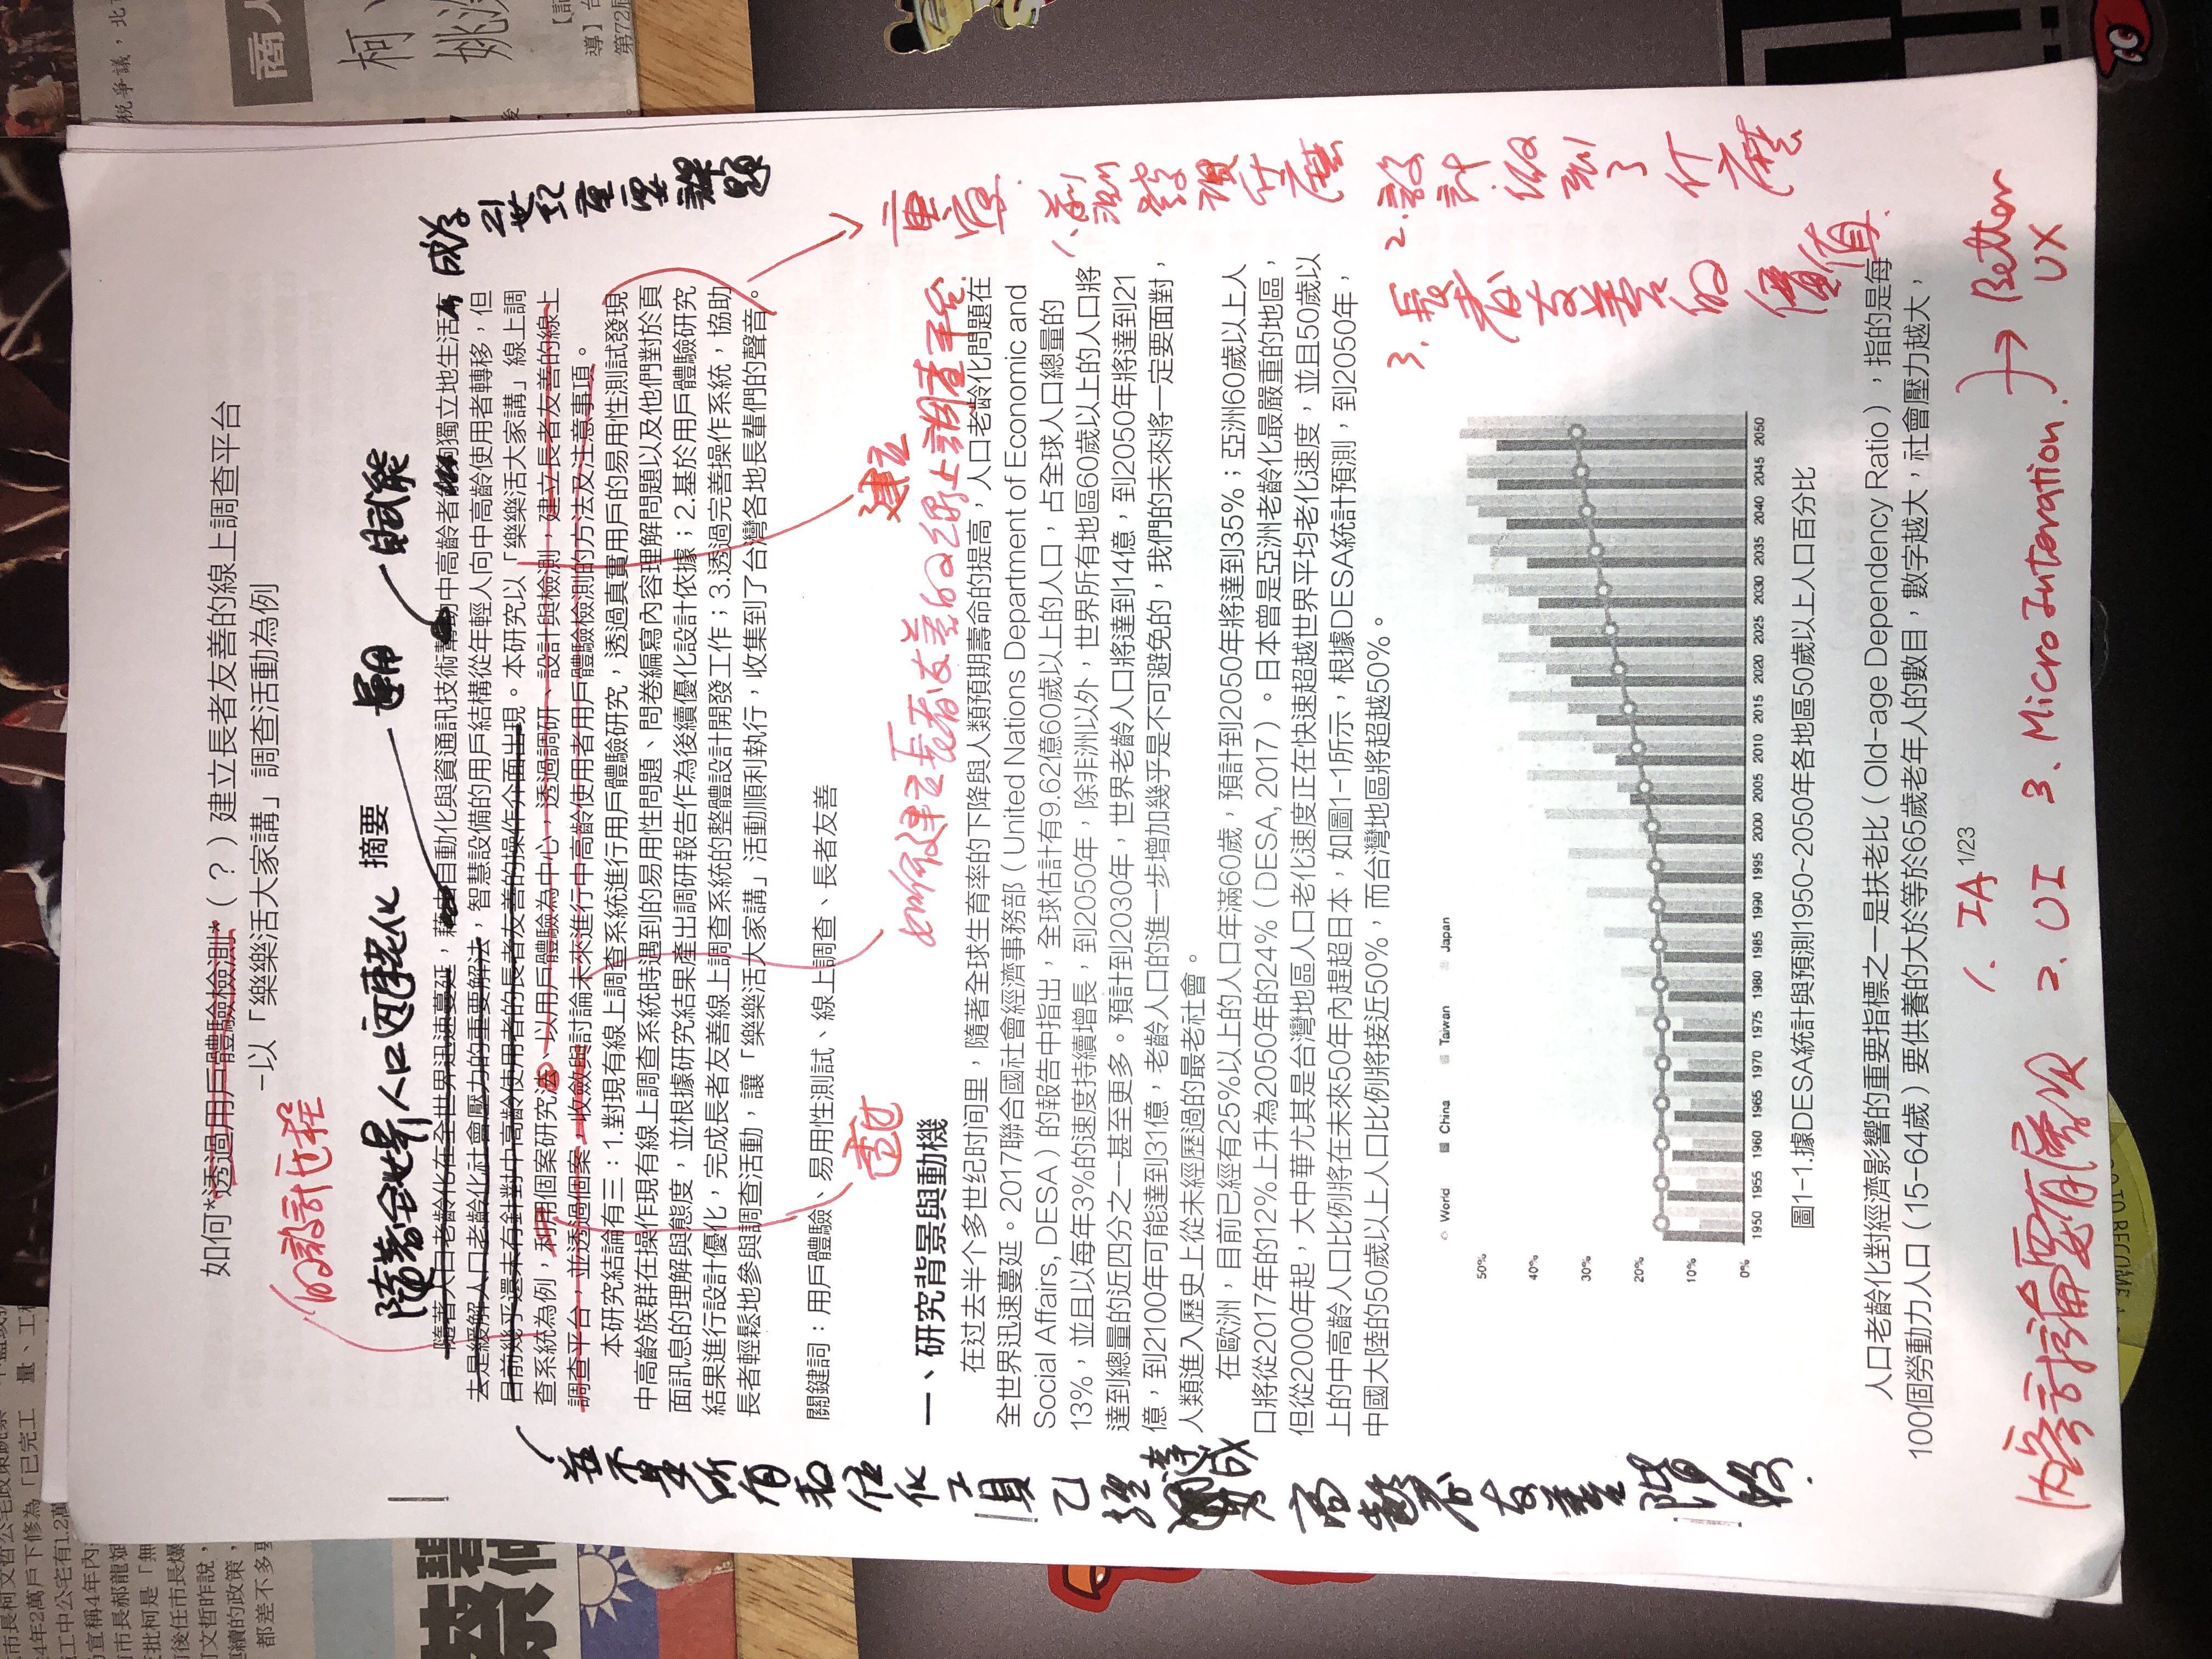 市長柯文哲公宅政策跳票
4年2萬戶下修為「已完工
施工中公宅有1.2萬
宣稱4年內
市長郝龍斌
批柯是「無
前後任市長爆
柯文哲昨說，
連續的政策，
都差不多要
量、工程
稅爭議，北
商人
柯
姚
導】台
第72屆
如何*透過用戶體驗檢測*（？）建立長者友善的線上調查平台
-以「樂樂活大家講」調查活動為例
的設計歷程
隨著全世界人口迅速老化
摘要
運用
賦能
隨著人口老齡化在全世界迅速蔓延，藉由自動化與資通訊技術幫助中高齡者能夠獨立地生活下
去是緩解人口老齡化社會壓力的重要解法，智慧設備的用戶結構從年輕人向中高齡使用者轉移，但
目前幾乎還未有針對中高齡使用者的長者友善的操作介面出現。本研究以「樂樂活大家講」線上調
查系統為例，利用個案研究法、以用戶體驗為中心，透過調研、設計與檢測，建立長者友善的線上
調查平台，並透過個案，收斂與討論未來進行中高齡使用者用戶體驗檢測的方法及注意事項。
本研究結論有三：1.對現有線上調查系統進行用戶體驗研究，透過真實用戶的易用性測試發現
中高齡族群在操作現有線上調查系統時遇到的易用性問題、問卷編寫內容理解問題以及他們對於頁
面訊息的理解與態度，並根據研究結果產出調研報告作為後續優化設計依據；2.基於用戶體驗研究
結果進行設計優化，完成長者友善線上調查系統的整體設計開發工作；3.透過完善操作系統，協助
長者輕鬆地參與調查活動，讓「樂樂活大家講」活動順利執行，收集到了台灣各地長輩們的聲音。
成為21世紀重要課題
並不是所有數位化工具已經達成高齡者友善階段.
關鍵詞：用戶體驗、易用性測試、線上調查、長者友善
透過
建立
如何建立長者友善的線上調查平台.
重寫.
1.前測發現什麼
2.設計做到了什麼
3.長者友善的價值.
一、研究背景與動機
在过去半个多世纪时间里，隨著全球生育率的下降與人類預期壽命的提高，人口老齡化問題在
全世界迅速蔓延。2017聯合國社會經濟事務部（United Nations Department of Economic and
Social Affairs, DESA）的報告中指出，全球估計有9.62億60歲以上的人口，占全球人口總量的
13%，並且以每年3%的速度持續增長，到2050年，除非洲以外，世界所有地區60歲以上的人口將
達到總量的近四分之一甚至更多。預計到2030年，世界老齡人口將達到14億，到2050年將達到21
億，到2100年可能達到31億，老齡人口的進一步增加幾乎是不可避免的，我們的未來將一定要面對，
人類進入歷史上從未經歷過的最老社會。
在歐洲，目前已經有25%以上的人口年滿60歲，預計到2050年將達到35%；亞洲60歲以上人
口將從2017年的12%上升為2050年的24%（DESA, 2017）。日本曾是亞洲老齡化最嚴重的地區，
但從2000年起，大中華尤其是台灣地區人口老化速度正在快速超越世界平均老化速度，並且50歲以
上的中高齡人口比例將在未來50年內趕超日本，如圖1-1所示，根據DESA統計預測，到2050年，
中國大陸的50歲以上人口比例將接近50%，而台灣地區將超越50%。
World China Taiwan Japan
50%
40%
30%
20%
10%
0%
1950 1955 1960 1965 1970 1975 1980 1985 1990 1995 2000 2005 2010 2015 2020 2025 2030 2035 2040 2045 2050
圖1-1.據DESA統計與預測1950~2050年各地區50歲以上人口百分比
人口老齡化對經濟影響的重要指標之一是扶老比（Old-age Dependency Ratio），指的是每
100個勞動力人口（15-64歲）要供養的大於等於65歲老年人的數目，數字越大，社會壓力越大，
1/23
內容討論要有層次
1. IA
2. UI
3. Micro Interation.
Better
UX